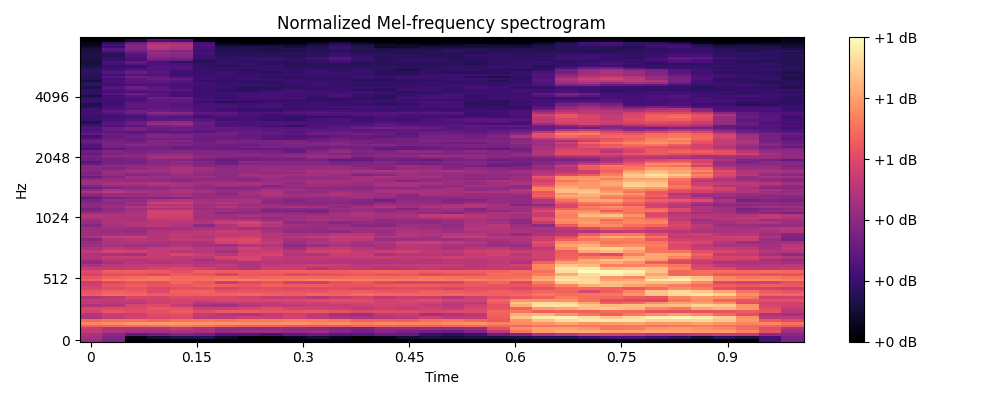 Normalized Mel-frequency spectrogram
Hz
4096
2048
1024
512
0
0 0.15 0.3 0.45 0.6 0.75 0.9
Time
+1 dB
+1 dB
+1 dB
+0 dB
+0 dB
+0 dB